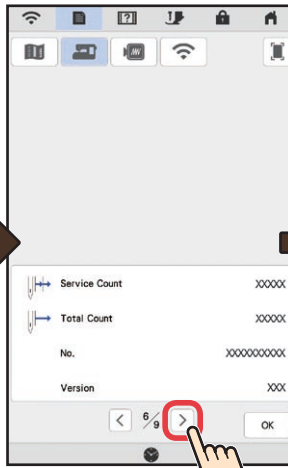 Service Count XXXXX
Total Count XXXXX
No. XXXXXXXXXX
Version XXX
< 6/9 > OK